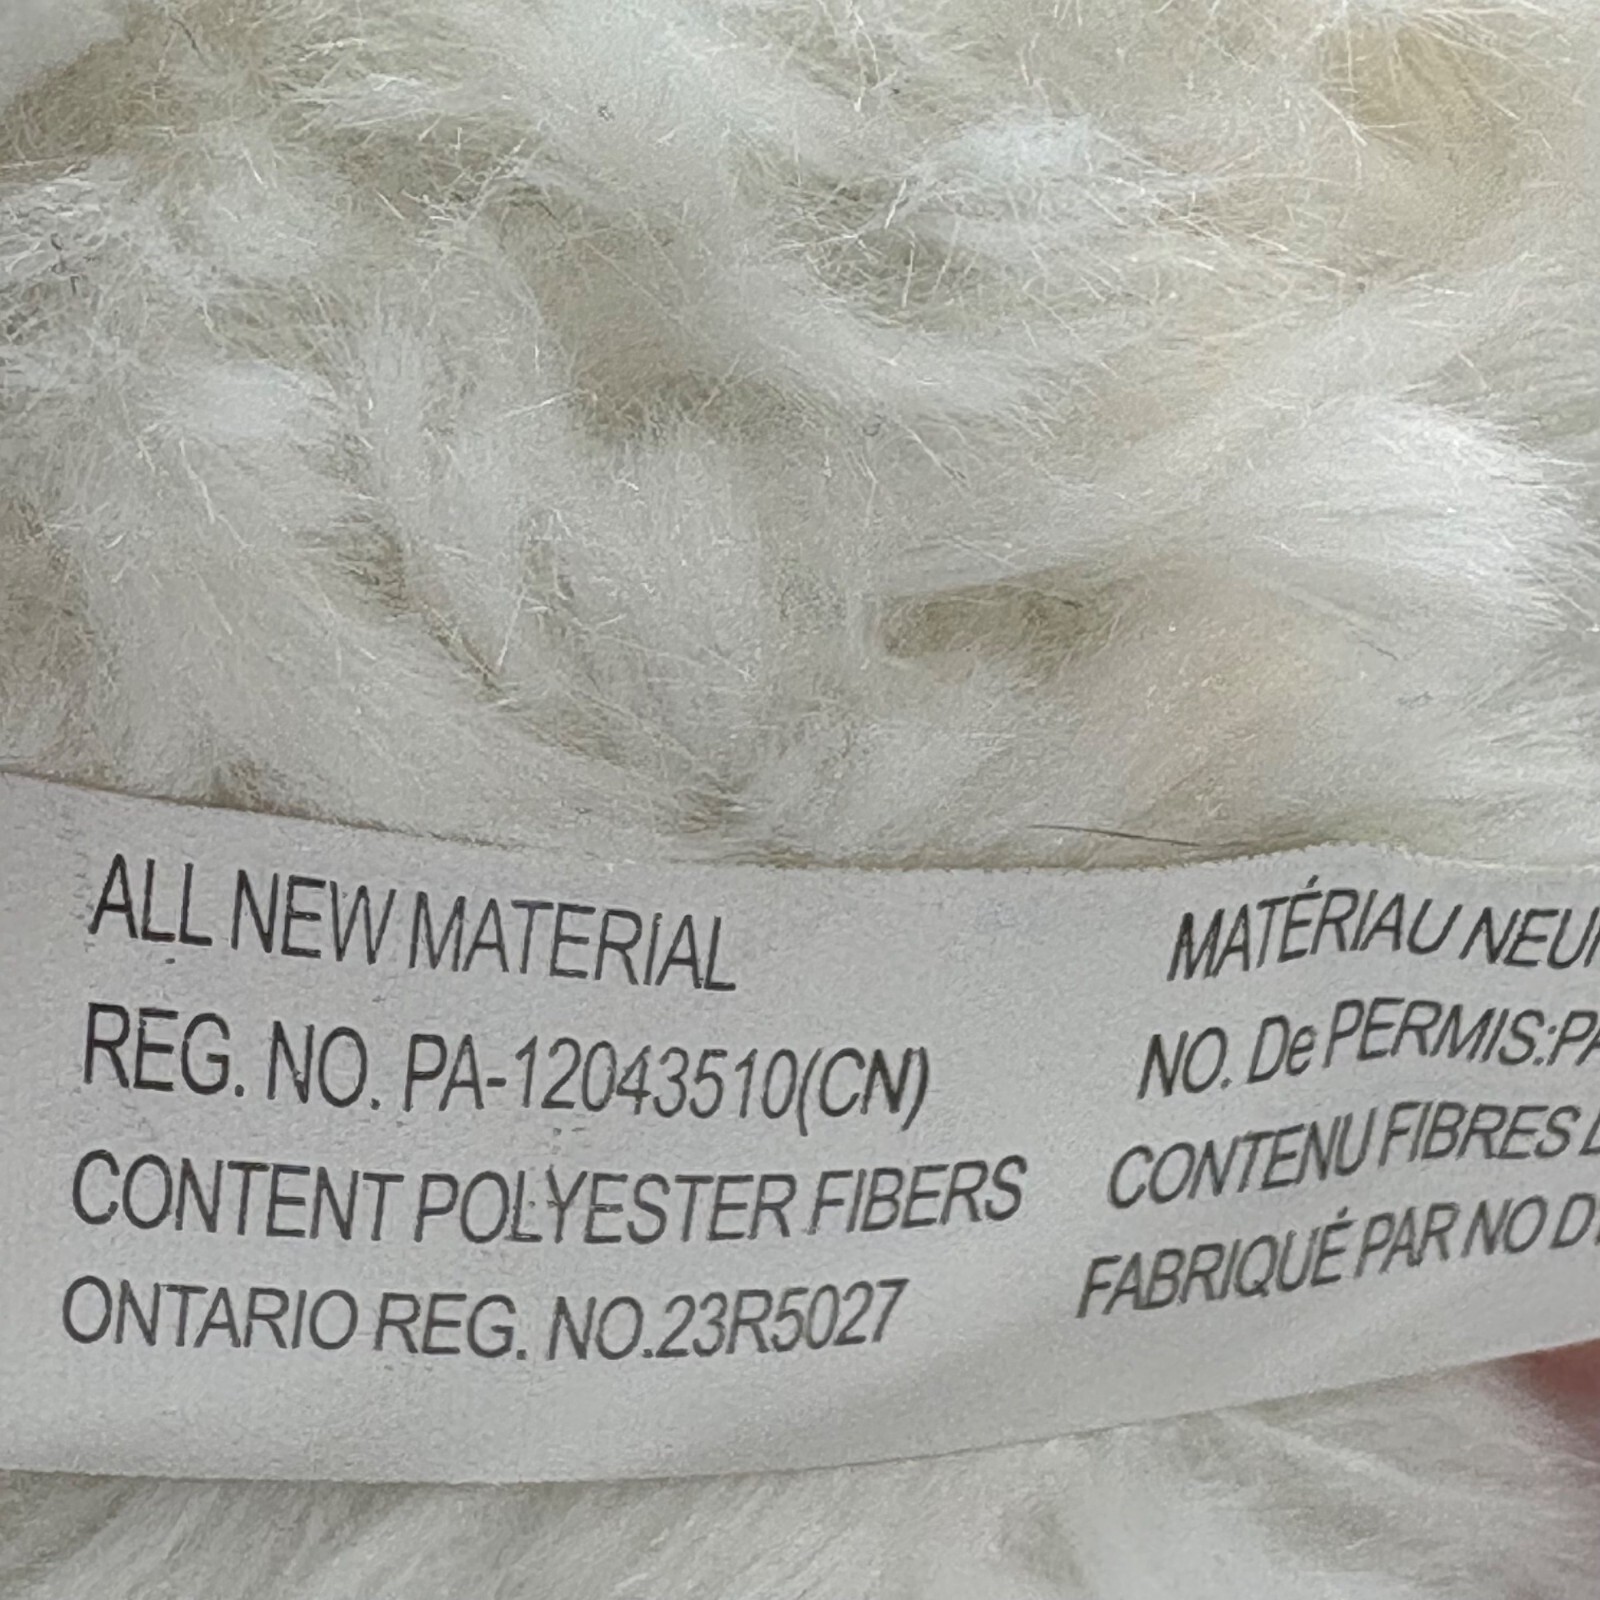 ALL NEW MATERIAL
REG. NO. PA-12043510(CN)
CONTENT POLYESTER FIBERS
ONTARIO REG. NO.23R5027
MATÉRIAU
NO. De PERMIS:
CONTENU FIBRES
FABRIQUÉ PAR NO